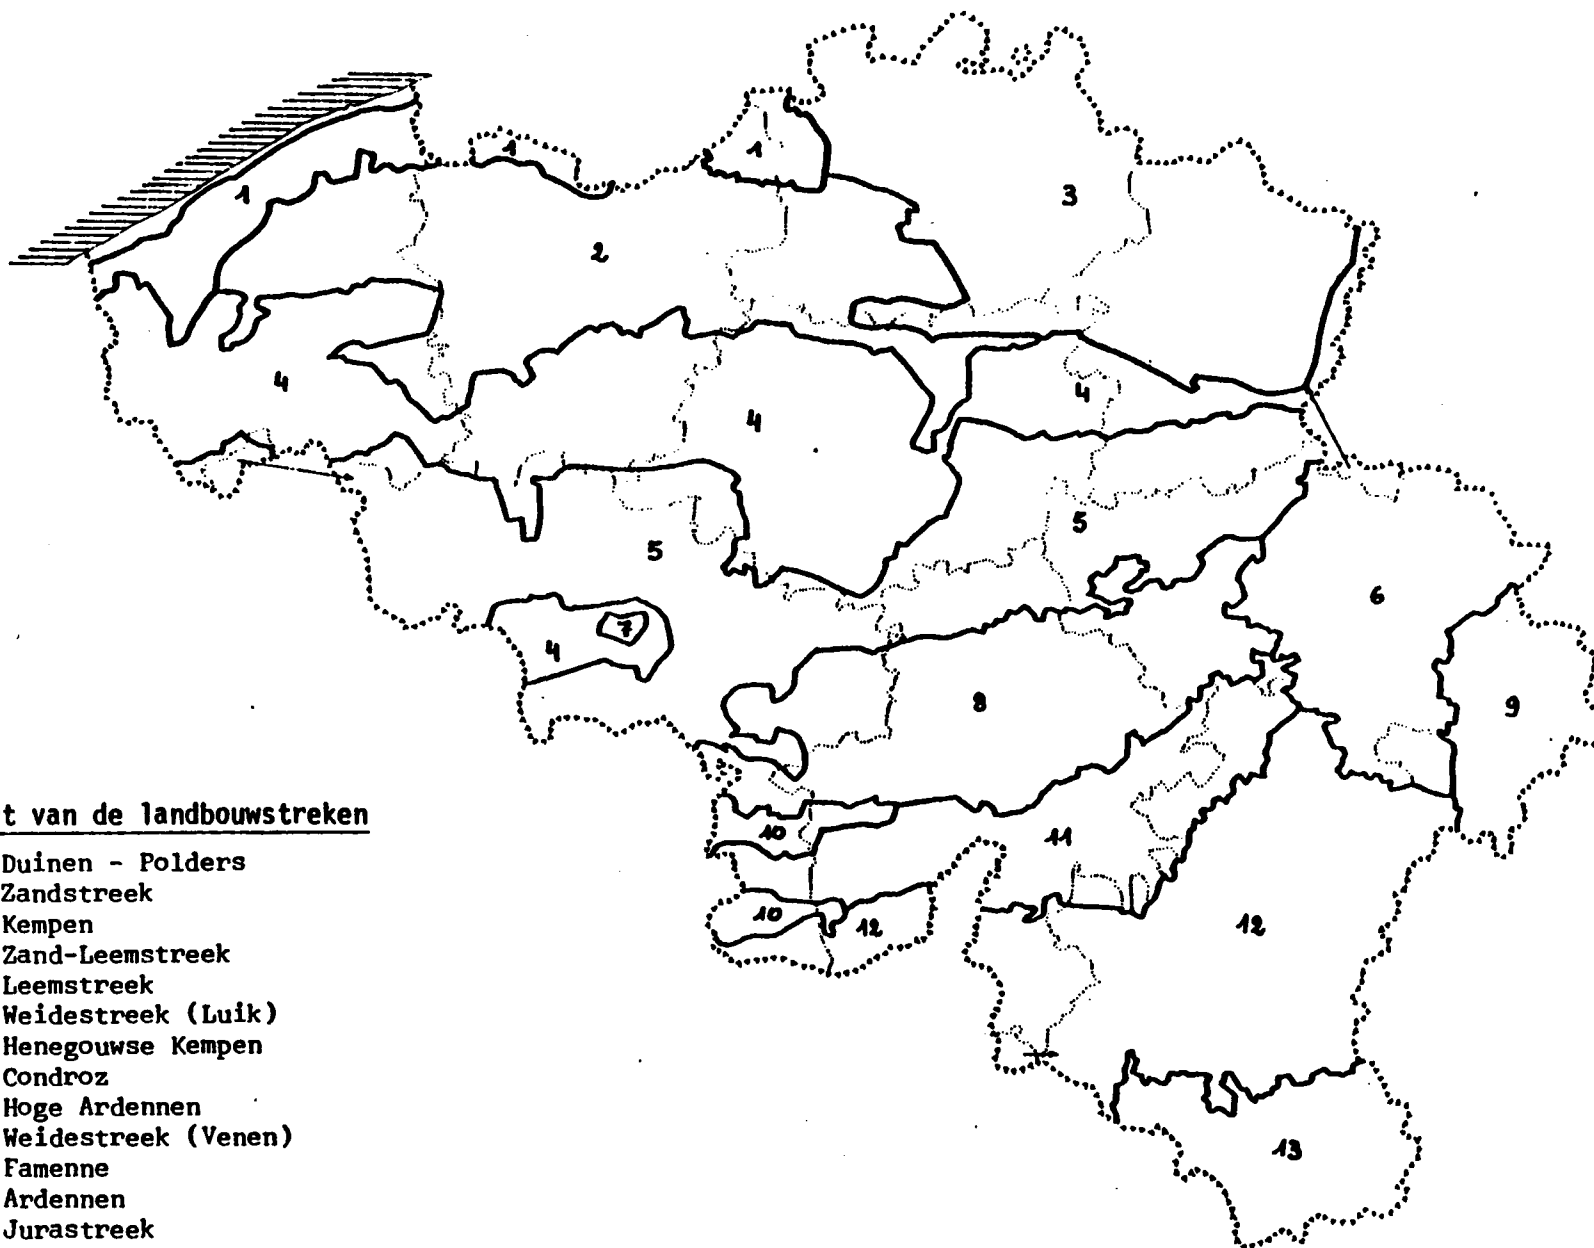 1
1
1
3
2
4
4
4
5
5
6
7
4
8
9
10
11
10
12
12
13
t van de landbouwstreken
Duinen - Polders
Zandstreek
Kempen
Zand-Leemstreek
Leemstreek
Weidestreek (Luik)
Henegouwse Kempen
Condroz
Hoge Ardennen
Weidestreek (Venen)
Famenne
Ardennen
Jurastreek